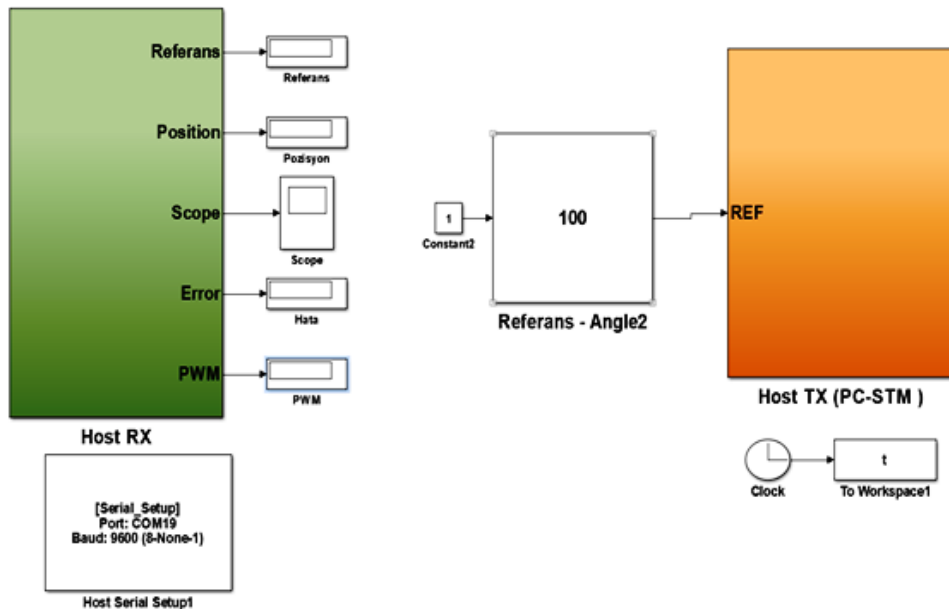 Referans
Referans
Position
Pozisyon
Scope
Scope
Error
Hata
PWM
PWM
Host RX
[Serial_Setup]
Port: COM19
Baud: 9600 (8-None-1)
Host Serial Setup1
1
Constant2
100
Referans - Angle2
REF
Host TX (PC-STM )
Clock
t
To Workspace1